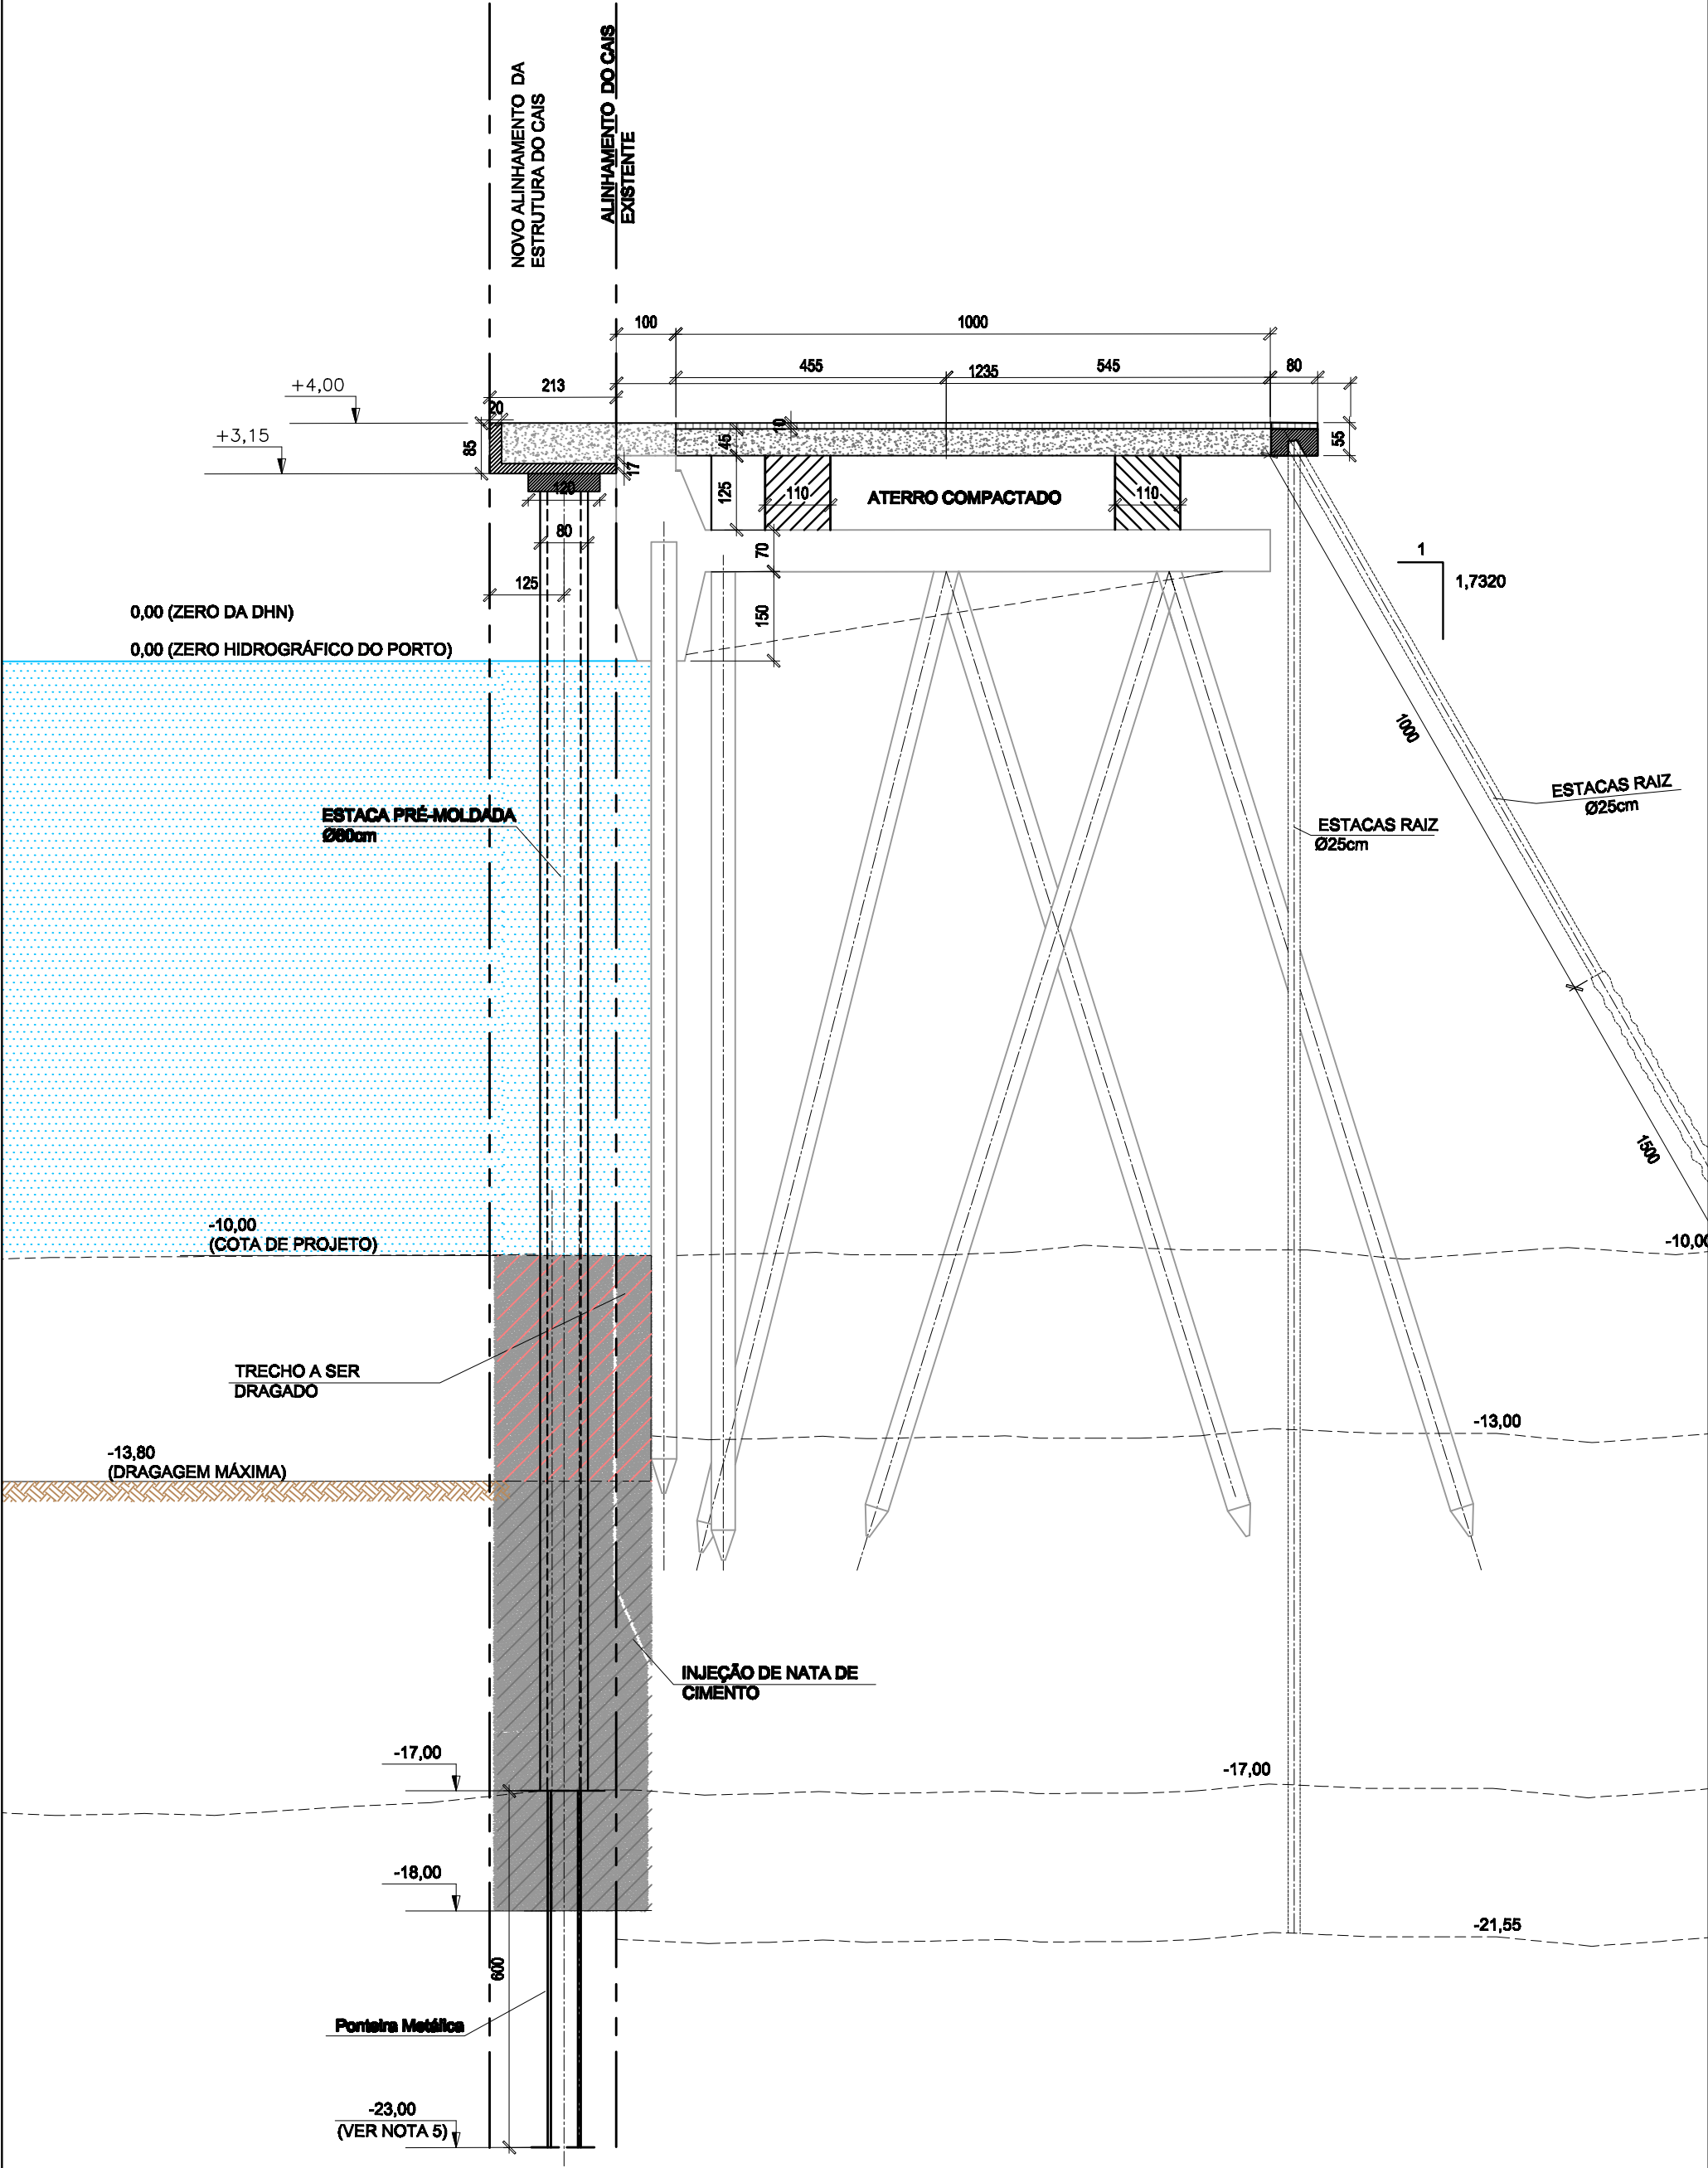 NOVO ALINHAMENTO DA
ESTRUTURA DO CAIS
ALINHAMENTO DO CAIS
EXISTENTE
100
1000
455
1235
545
80
+4,00
213
20
+3,15
85
17
10
45
55
120
125
110
ATERRO COMPACTADO
110
80
70
125
150
1
1,7320
0,00 (ZERO DA DHN)
0,00 (ZERO HIDROGRÁFICO DO PORTO)
1000
ESTACAS RAIZ
Ø25cm
ESTACA PRÉ-MOLDADA
Ø80cm
ESTACAS RAIZ
Ø25cm
1500
-10,00
(COTA DE PROJETO)
-10,00
TRECHO A SER
DRAGADO
-13,00
-13,80
(DRAGAGEM MÁXIMA)
INJEÇÃO DE NATA DE
CIMENTO
-17,00
-17,00
-18,00
-21,55
600
Ponteira Metálica
-23,00
(VER NOTA 5)